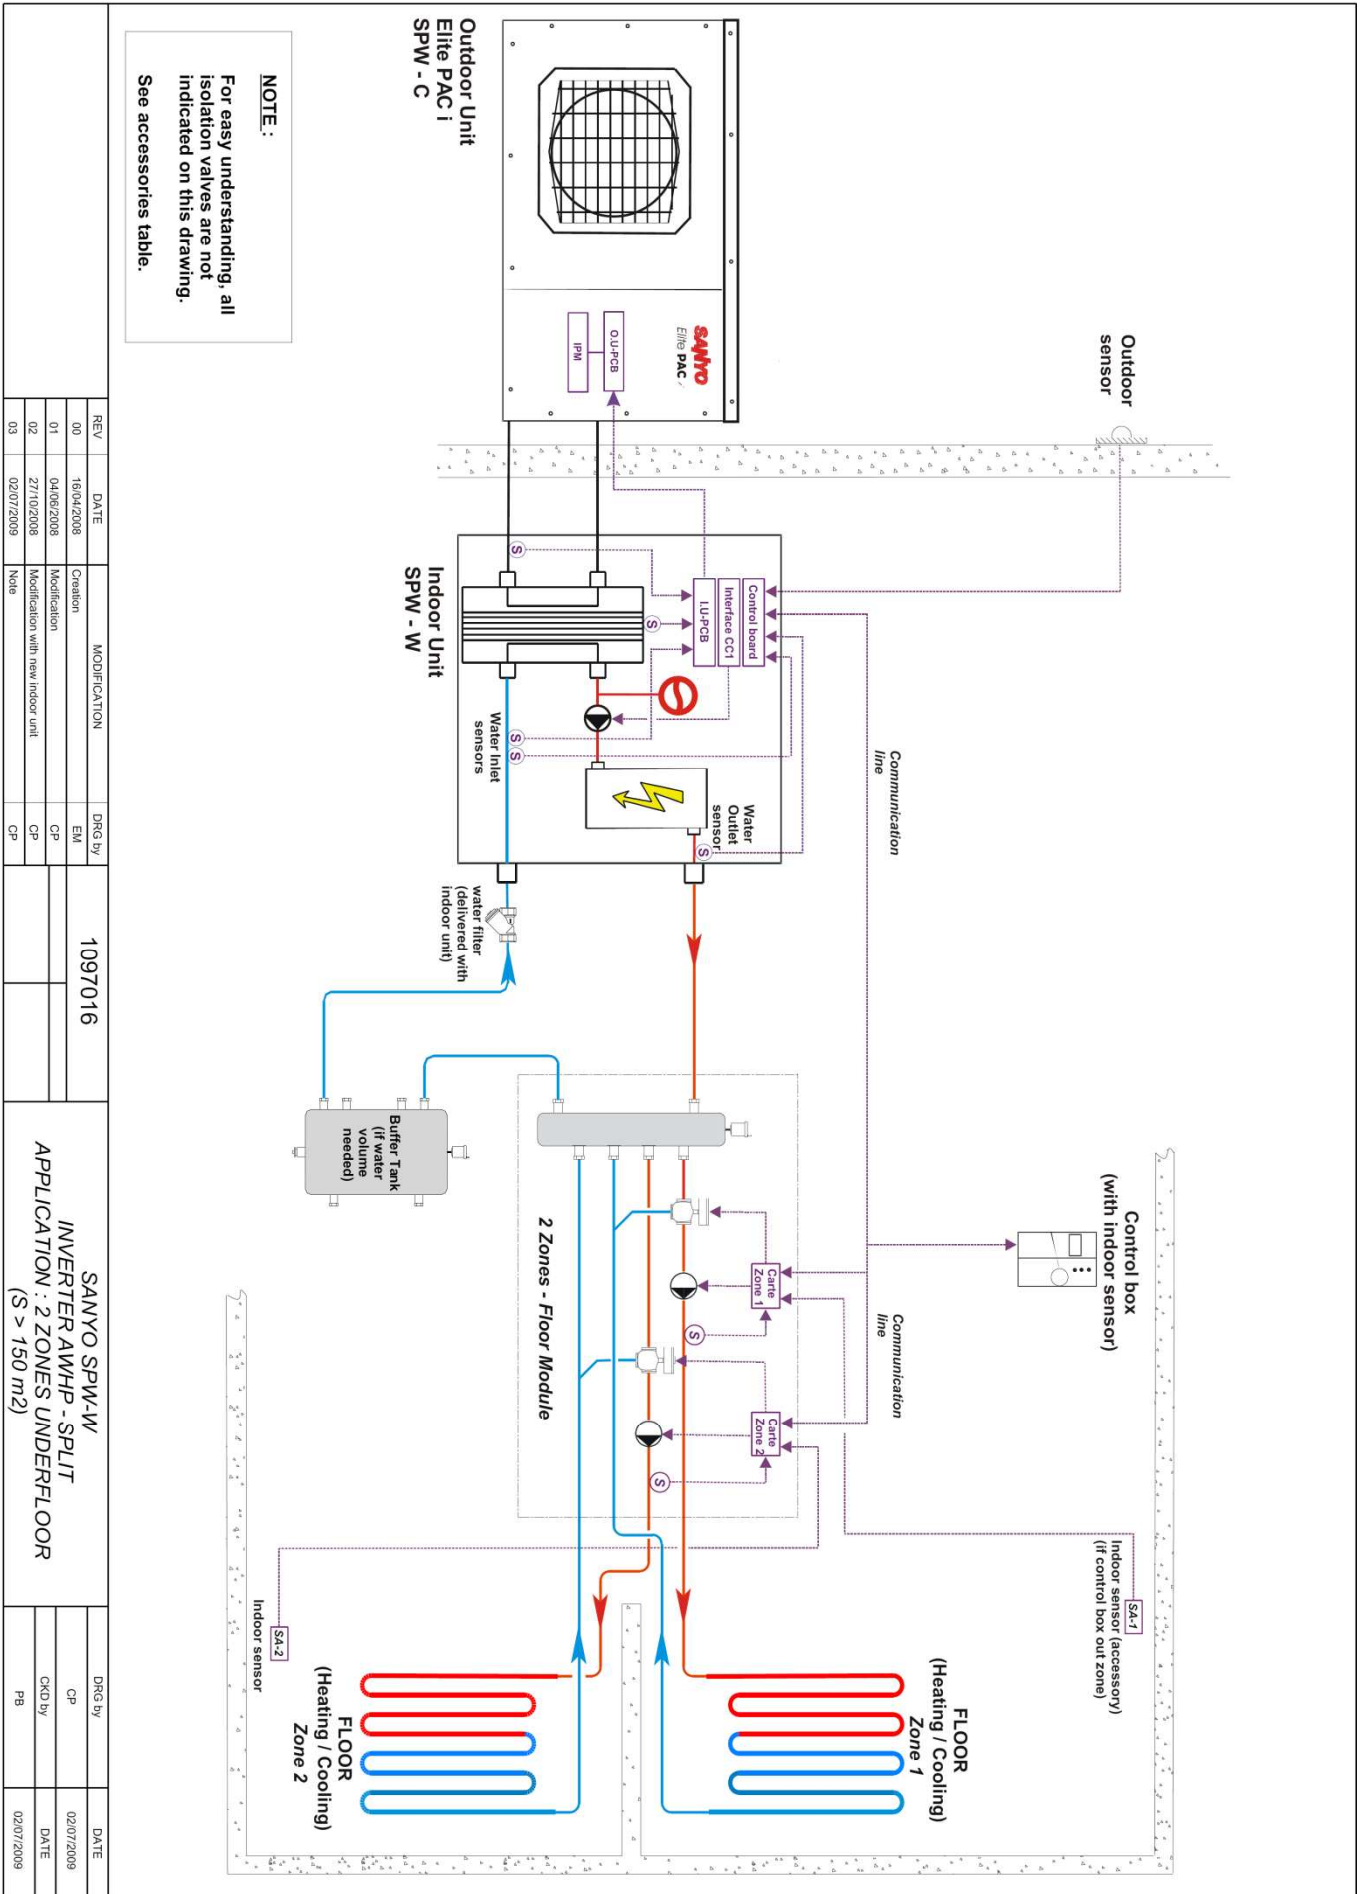 Outdoor
sensor
Control box
(with indoor sensor)
Indoor sensor (accessory)
(if control box out zone)
SA-1
Communication
line
Communication
line
SANYO
Elite PAC i
O.U-PCB
IPM
Outdoor Unit
Elite PAC i
SPW - C
Control board
Interface CC1
I.U-PCB
S
S
S
S
S
Water Inlet
sensors
Water
Outlet
sensor
Indoor Unit
SPW - W
water filter
(delivered with
indoor unit)
Carte
Zone 1
S
Carte
Zone 2
S
2 Zones - Floor Module
Buffer Tank
(if water
volume
needed)
FLOOR
(Heating / Cooling)
Zone 1
FLOOR
(Heating / Cooling)
Zone 2
SA-2
Indoor sensor
NOTE :
For easy understanding, all
isolation valves are not
indicated on this drawing.
See accessories table.
REV DATE MODIFICATION DRG by
00 16/04/2008 Creation EM
01 04/06/2008 Modification CP
02 27/10/2008 Modification with new indoor unit CP
03 02/07/2009 Note CP
1097016
SANYO SPW-W
INVERTER AWHP - SPLIT
APPLICATION : 2 ZONES UNDERFLOOR
(S > 150 m2)
DRG by DATE
CP 02/07/2009
CKD by DATE
PB 02/07/2009